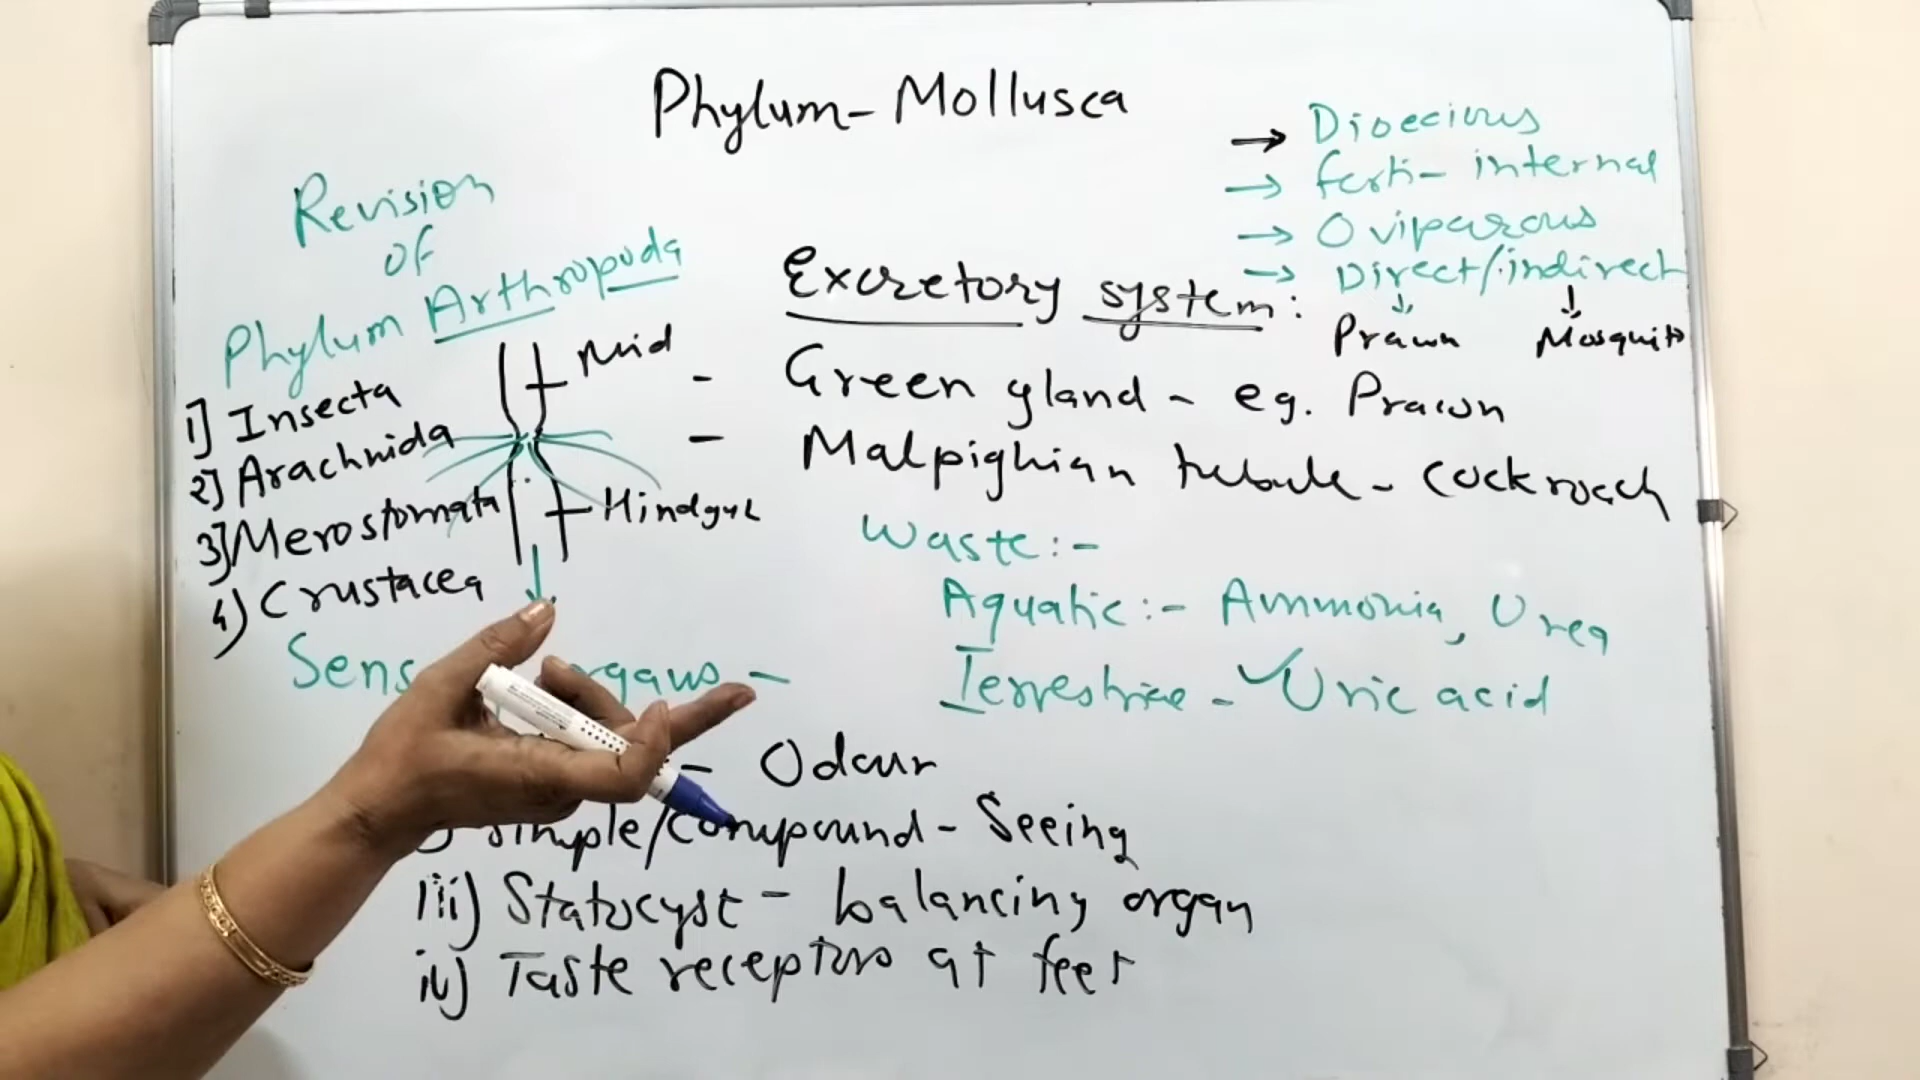 Phylum- Mollusca
→ Dioecious
→ ferti- internal
→ Oviparous
→ Direct/indirect
Prawn
Mosquito
Revision
of
Phylum Arthropoda
1] Insecta
2] Arachnida
3] Merostomata
4) Crustacea
Mid
Hindgut
Excretory system:
- Green gland - eg. Prawn
- Malpighian tubule - Cockroach
Waste:-
Aquatic:- Ammonia, Urea
Terrestrial - Uric acid
Sens organs -
- Odour
Simple/Compound - Seeing
iii) Statocyst - balancing organ
iv) Taste receptors at feet